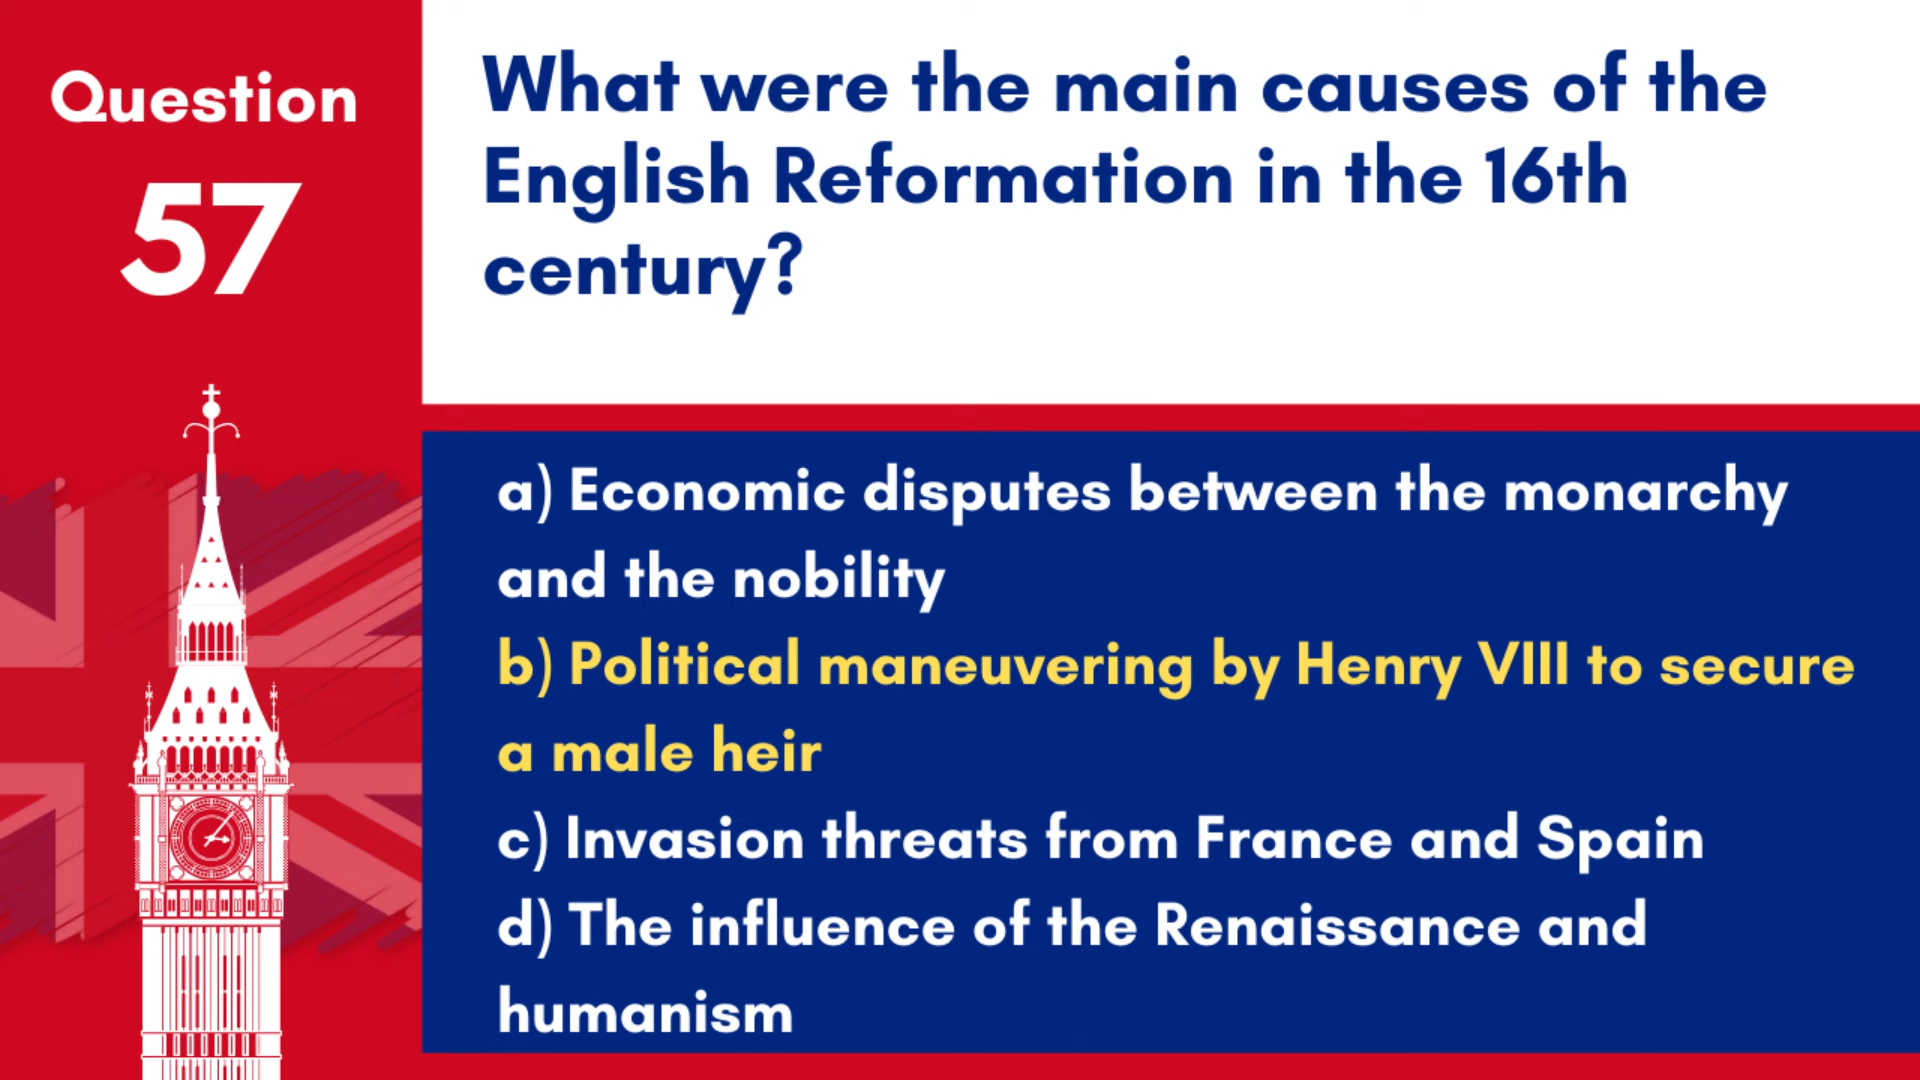 Question
57
What were the main causes of the
English Reformation in the 16th
century?
a) Economic disputes between the monarchy
and the nobility
b) Political maneuvering by Henry VIII to secure
a male heir
c) Invasion threats from France and Spain
d) The influence of the Renaissance and
humanism